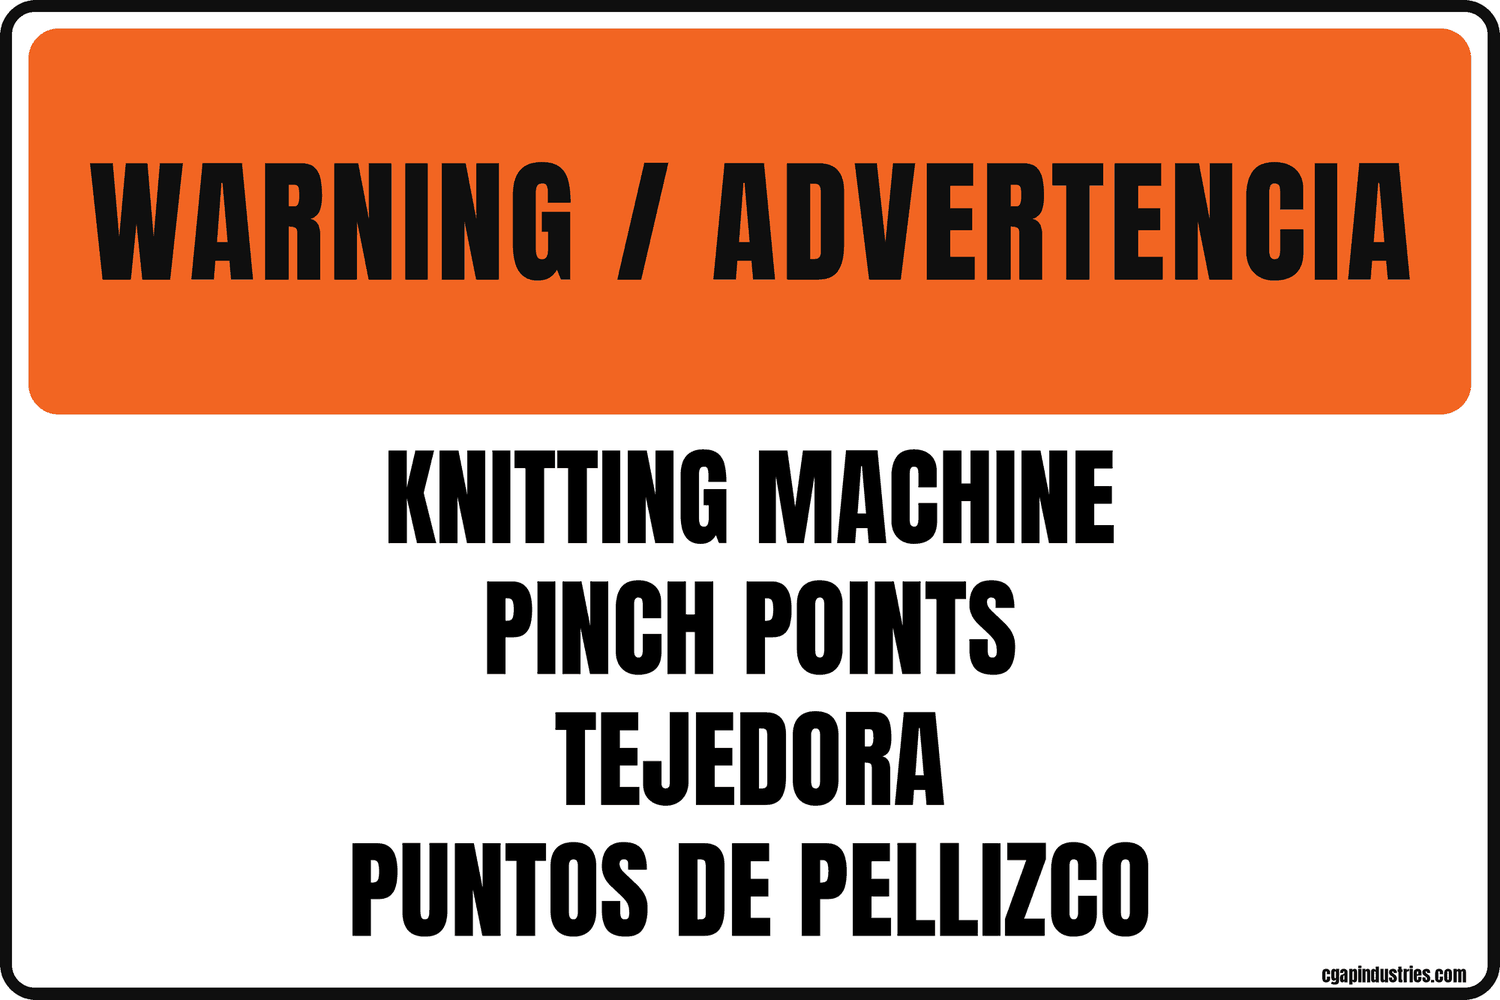 WARNING / ADVERTENCIA
KNITTING MACHINE
PINCH POINTS
TEJEDORA
PUNTOS DE PELLIZCO
cgapindustries.com